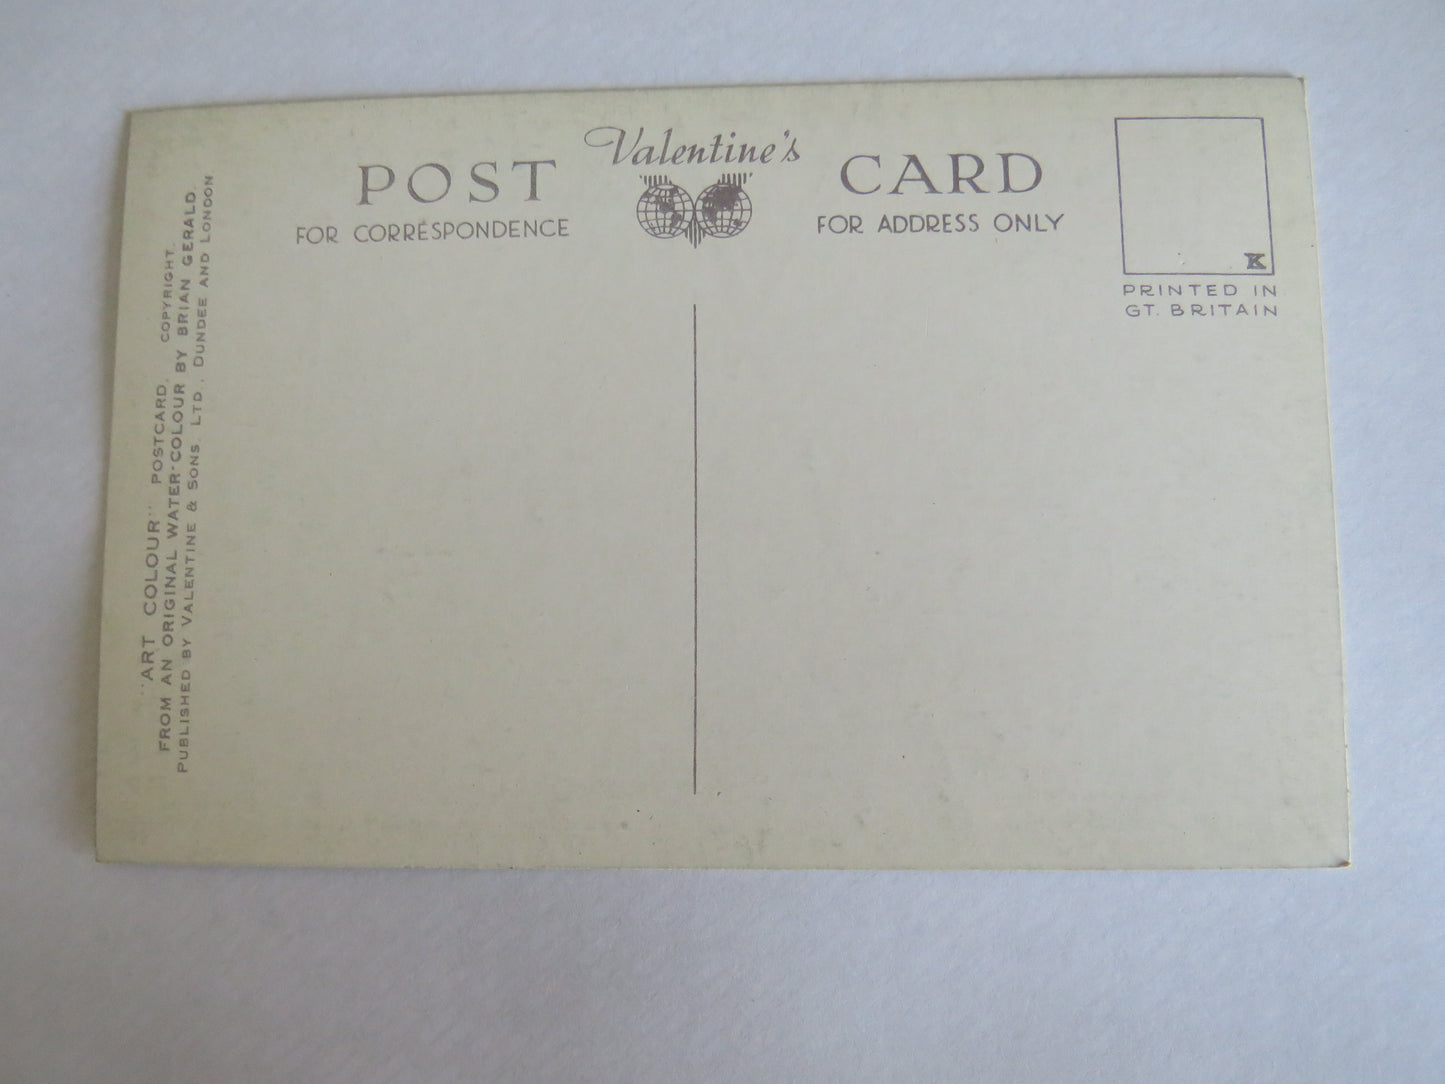 Valentine's
POST CARD
FOR CORRESPONDENCE FOR ADDRESS ONLY
K
PRINTED IN
GT. BRITAIN
"ART COLOUR" POSTCARD. COPYRIGHT.
FROM AN ORIGINAL WATER-COLOUR BY BRIAN GERALD.
PUBLISHED BY VALENTINE & SONS. LTD., DUNDEE AND LONDON